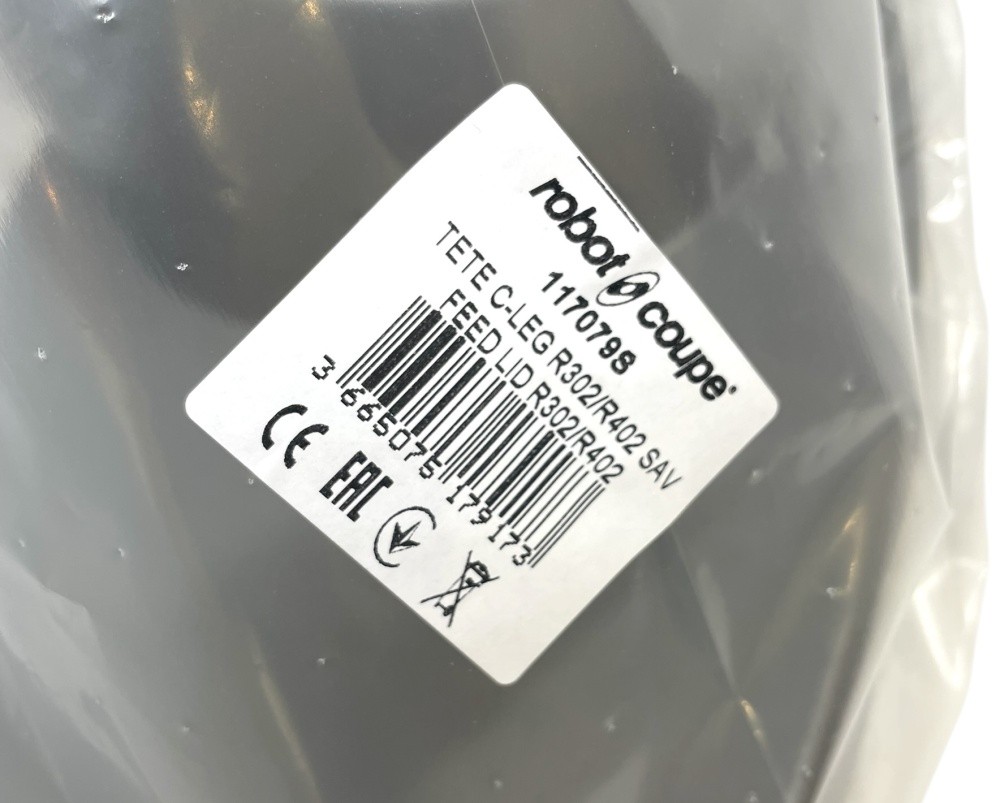 robot coupe
117079S
TETE C-LEG R302/R402 SAV
FEED LID R302/R402
3 665075 179173
CE EAC